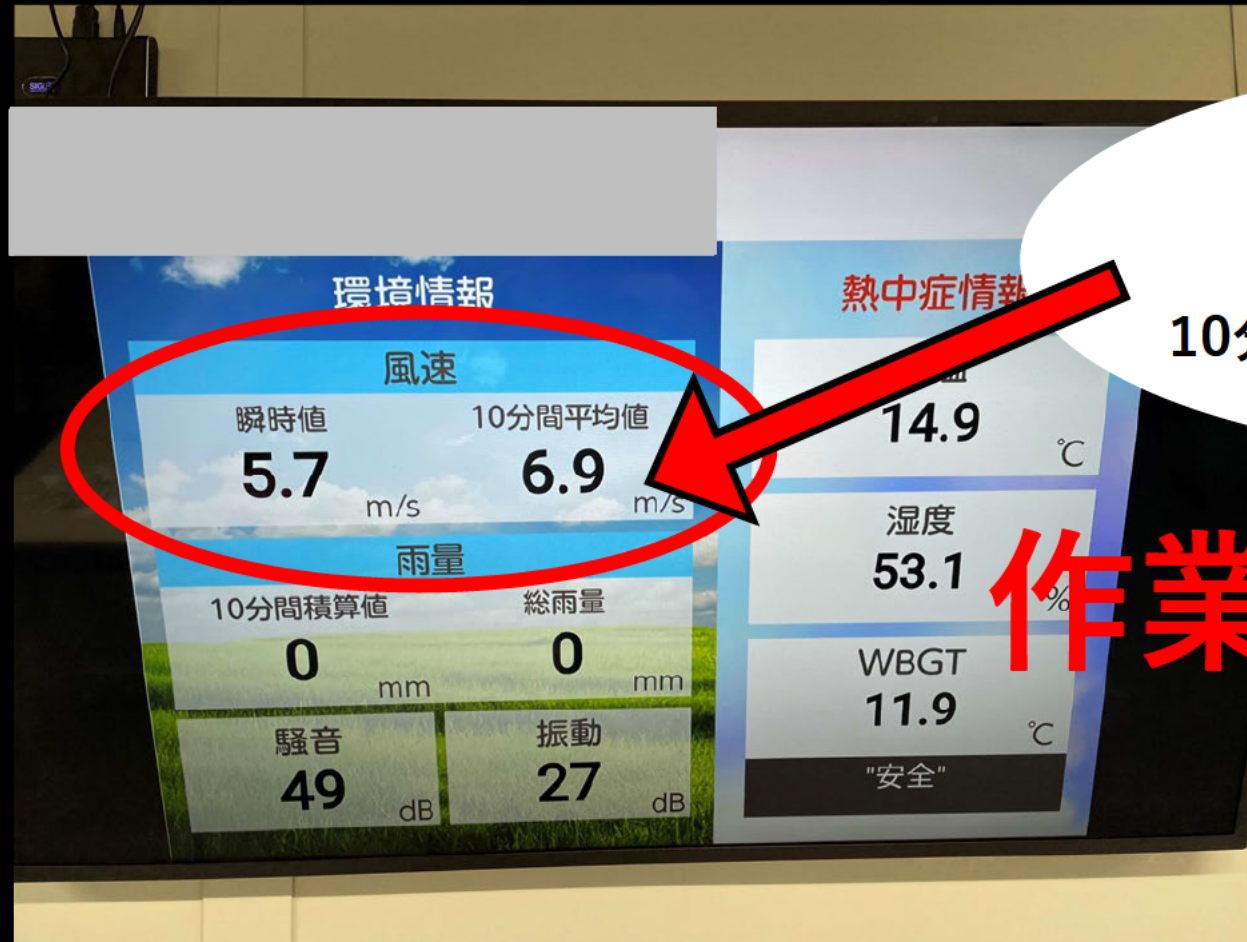 環境情報
風速
瞬時値
5.7 m/s
10分間平均値
6.9 m/s
雨量
10分間積算値
0 mm
総雨量
0 mm
騒音
49 dB
振動
27 dB
熱中症情報
14.9 ℃
湿度
53.1 %
WBGT
11.9 ℃
"安全"
10分
作業